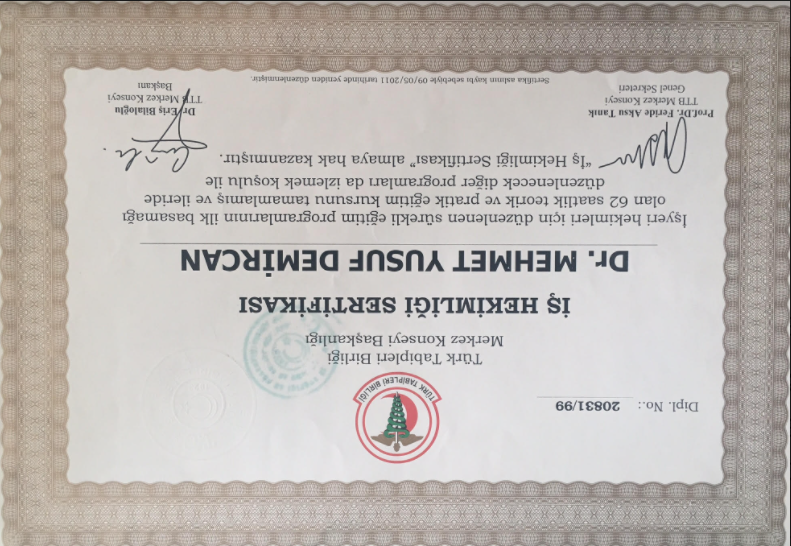 Dipl. No.: 20831/99
TÜRK TABİPLERİ BİRLİĞİ
Türk Tabipleri Birliği
Merkez Konseyi Başkanlığı
İŞ HEKİMLİĞİ SERTİFİKASI
Dr. MEHMET YUSUF DEMİRCAN
İşyeri hekimleri için düzenlenen sürekli eğitim programlarının ilk basamağı
olan 62 saatlik teorik ve pratik eğitim kursunu tamamlamış ve ileride
düzenlenecek diğer programları da izlemek koşulu ile
"İş Hekimliği Sertifikası" almaya hak kazanmıştır.
Prof.Dr. Feride Aksu Tanık
TTB Merkez Konseyi
Genel Sekreteri
Dr. Eriş Bilaloğlu
TTB Merkez Konseyi
Başkanı
Sertifika aslının kaybı sebebiyle 09/05/2011 tarihinde yeniden düzenlenmiştir.